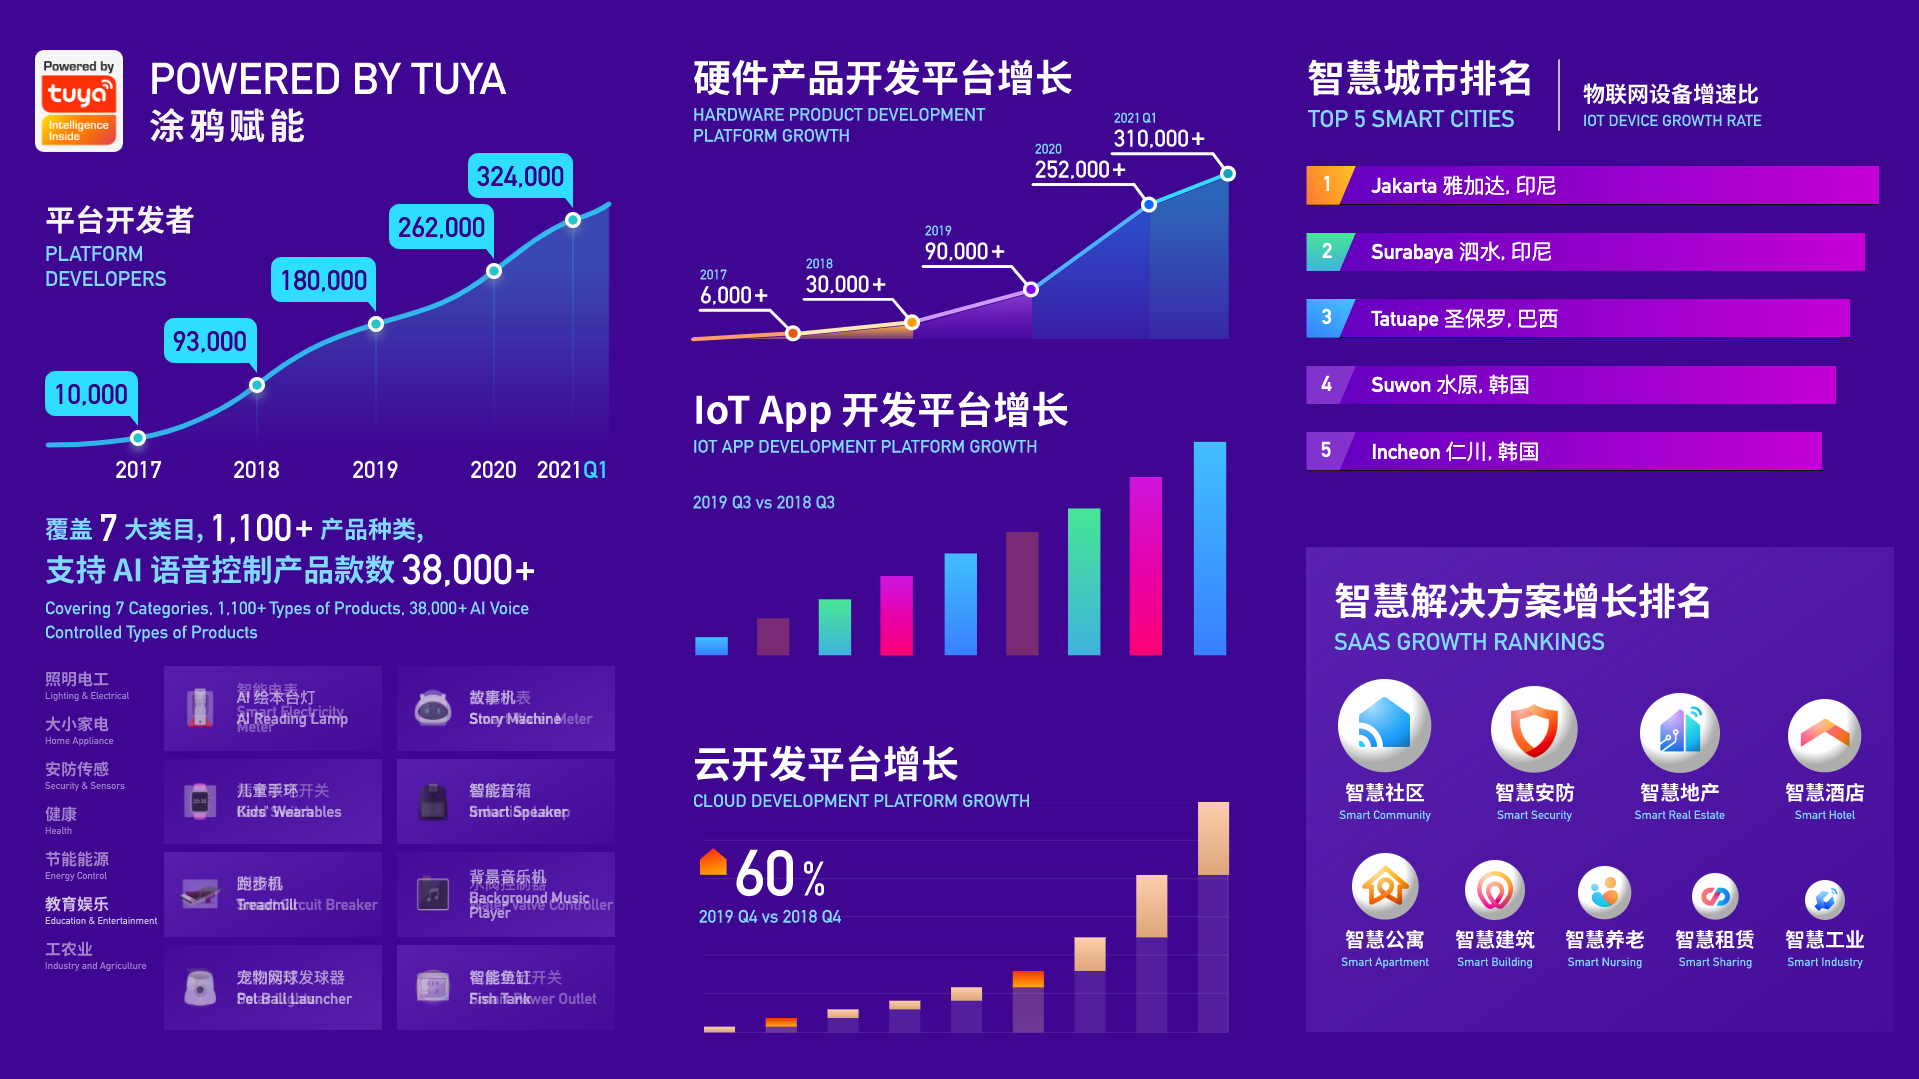 Powered by
tuya
Intelligence
Inside
POWERED BY TUYA
涂鸦赋能
平台开发者
PLATFORM
DEVELOPERS
10,000
93,000
180,000
262,000
324,000
2017
2018
2019
2020
2021Q1
覆盖 7 大类目, 1,100+ 产品种类,
支持 AI 语音控制产品款数 38,000+
Covering 7 Categories, 1,100+ Types of Products, 38,000+ AI Voice
Controlled Types of Products
照明电工
Lighting & Electrical
大小家电
Home Appliance
安防传感
Security & Sensors
健康
Health
节能能源
Energy Control
教育娱乐
Education & Entertainment
工农业
Industry and Agriculture
智能电表
Smart Electricity
Meter
AI 绘本台灯
AI Reading Lamp
故事机
Story Machine
儿童手环
Kids' Wearables
智能音箱
Smart Speaker
跑步机
Treadmill
背景音乐机
Background Music
Player
宠物网球发球器
Pet Ball Launcher
智能鱼缸
Fish Tank
硬件产品开发平台增长
HARDWARE PRODUCT DEVELOPMENT
PLATFORM GROWTH
2017
6,000+
2018
30,000+
2019
90,000+
2020
252,000+
2021 Q1
310,000+
IoT App 开发平台增长
IOT APP DEVELOPMENT PLATFORM GROWTH
2019 Q3 vs 2018 Q3
云开发平台增长
CLOUD DEVELOPMENT PLATFORM GROWTH
60 %
2019 Q4 vs 2018 Q4
智慧城市排名
TOP 5 SMART CITIES
物联网设备增速比
IOT DEVICE GROWTH RATE
1 Jakarta 雅加达, 印尼
2 Surabaya 泗水, 印尼
3 Tatuape 圣保罗, 巴西
4 Suwon 水原, 韩国
5 Incheon 仁川, 韩国
智慧解决方案增长排名
SAAS GROWTH RANKINGS
智慧社区
Smart Community
智慧安防
Smart Security
智慧地产
Smart Real Estate
智慧酒店
Smart Hotel
智慧公寓
Smart Apartment
智慧建筑
Smart Building
智慧养老
Smart Nursing
智慧租赁
Smart Sharing
智慧工业
Smart Industry